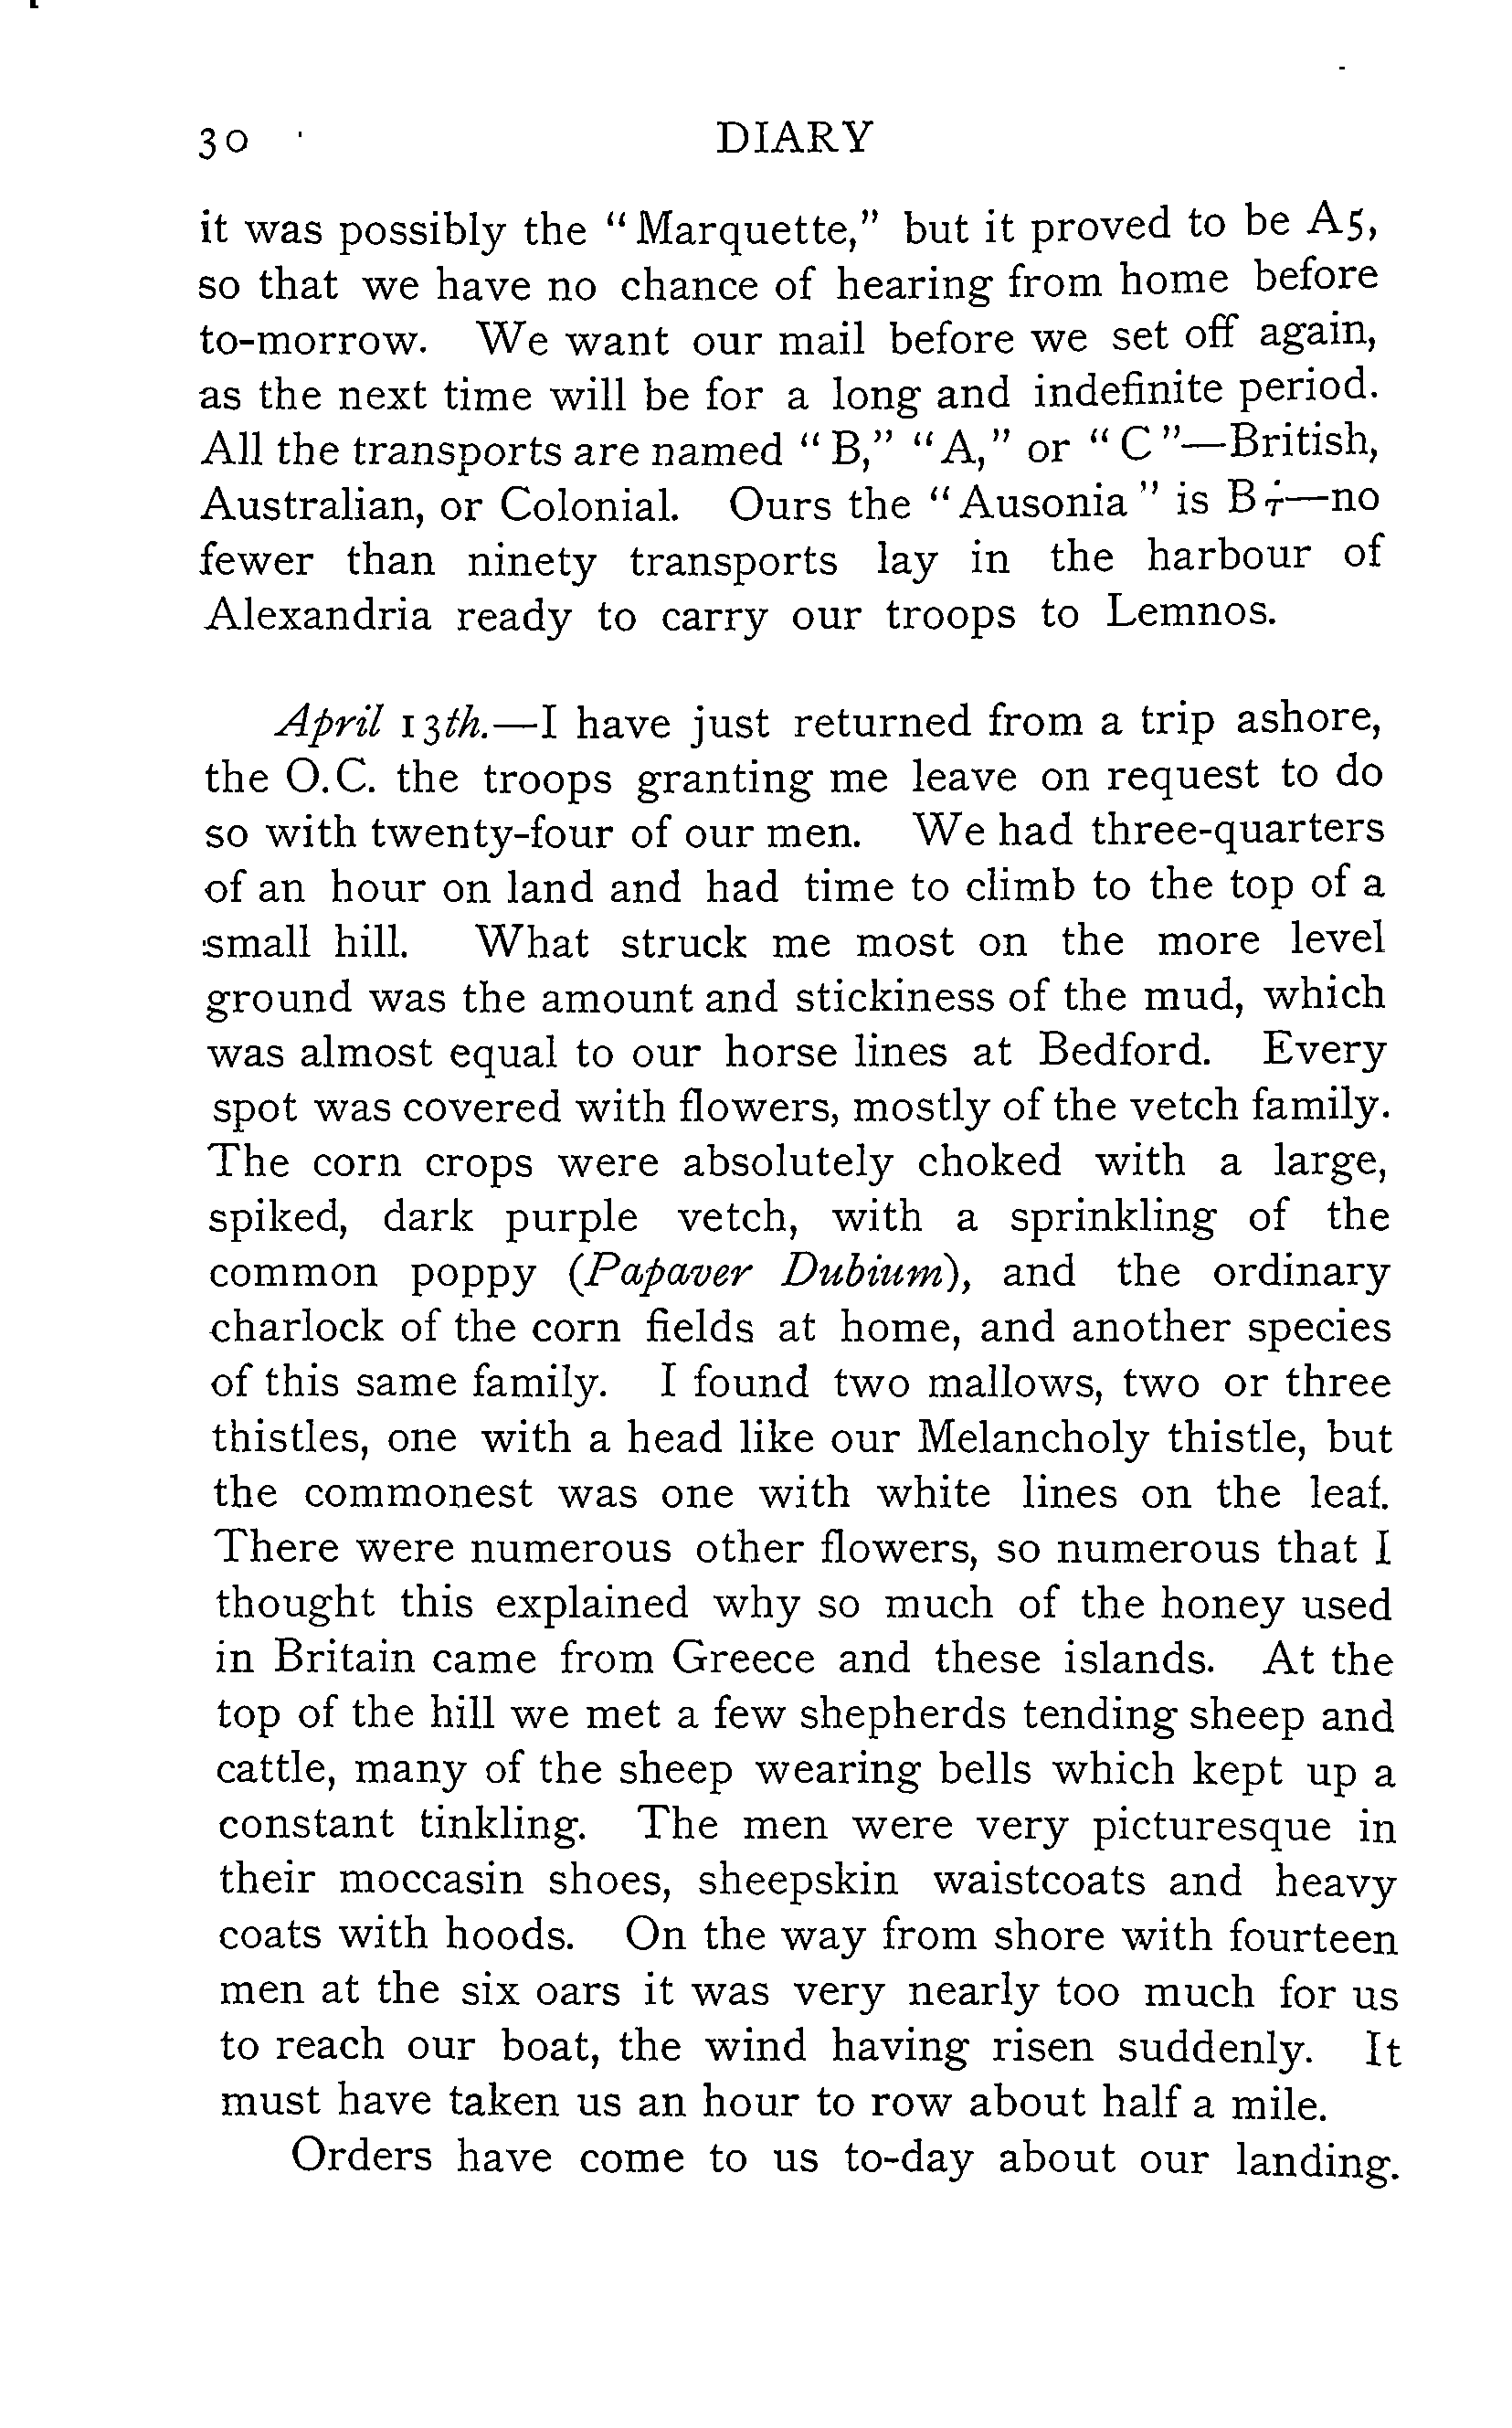 30 DIARY
it was possibly the “Marquette,” but it proved to be A5,
so that we have no chance of hearing from home before
to-morrow. We want our mail before we set off again,
as the next time will be for a long and indefinite period.
All the transports are named “B,” “A,” or “C”—British,
Australian, or Colonial. Ours the “Ausonia” is B —no
fewer than ninety transports lay in the harbour of
Alexandria ready to carry our troops to Lemnos.
April 13th.—I have just returned from a trip ashore,
the O.C. the troops granting me leave on request to do
so with twenty-four of our men. We had three-quarters
of an hour on land and had time to climb to the top of a
small hill. What struck me most on the more level
ground was the amount and stickiness of the mud, which
was almost equal to our horse lines at Bedford. Every
spot was covered with flowers, mostly of the vetch family.
The corn crops were absolutely choked with a large,
spiked, dark purple vetch, with a sprinkling of the
common poppy (Papaver Dubium), and the ordinary
charlock of the corn fields at home, and another species
of this same family. I found two mallows, two or three
thistles, one with a head like our Melancholy thistle, but
the commonest was one with white lines on the leaf.
There were numerous other flowers, so numerous that I
thought this explained why so much of the honey used
in Britain came from Greece and these islands. At the
top of the hill we met a few shepherds tending sheep and
cattle, many of the sheep wearing bells which kept up a
constant tinkling. The men were very picturesque in
their moccasin shoes, sheepskin waistcoats and heavy
coats with hoods. On the way from shore with fourteen
men at the six oars it was very nearly too much for us
to reach our boat, the wind having risen suddenly. It
must have taken us an hour to row about half a mile.
Orders have come to us to-day about our landing.